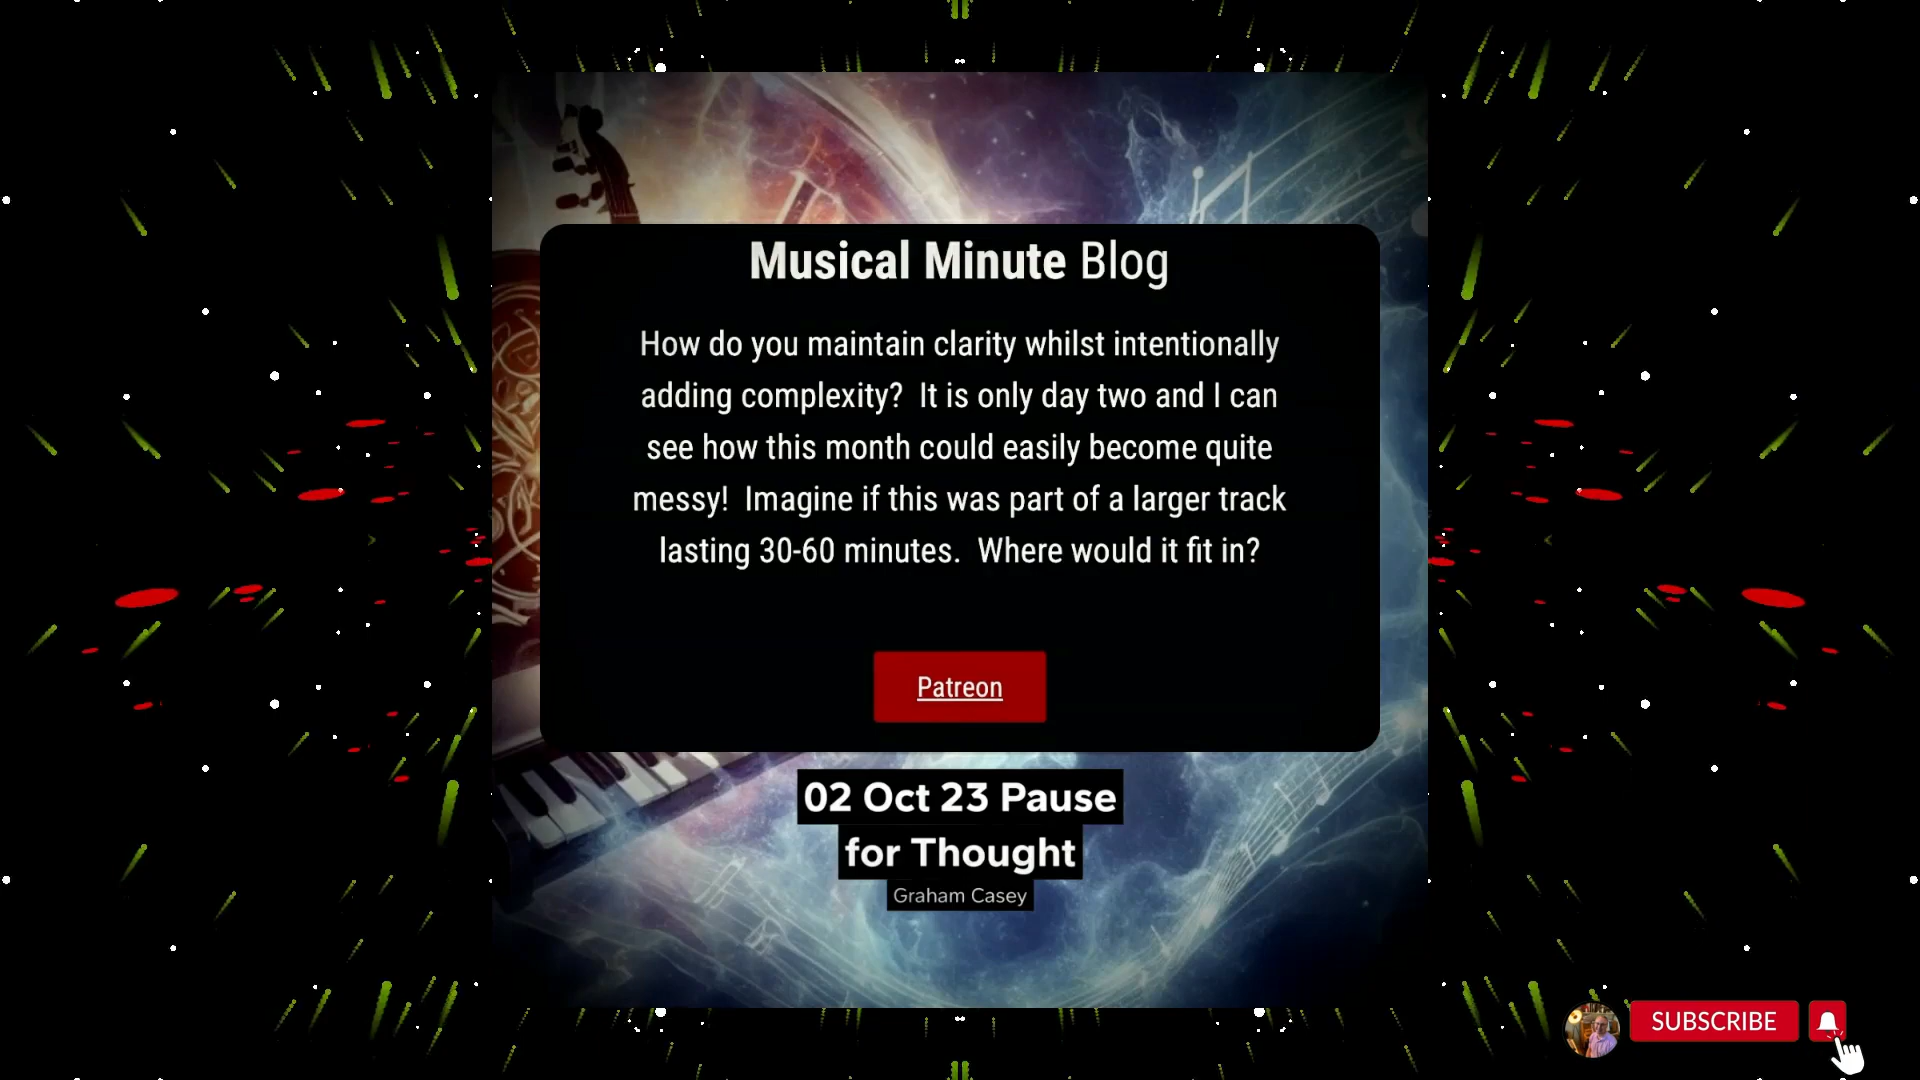 Musical Minute Blog
How do you maintain clarity whilst intentionally
adding complexity?  It is only day two and I can
see how this month could easily become quite
messy!  Imagine if this was part of a larger track
lasting 30-60 minutes.  Where would it fit in?
Patreon
02 Oct 23 Pause
for Thought
Graham Casey
SUBSCRIBE